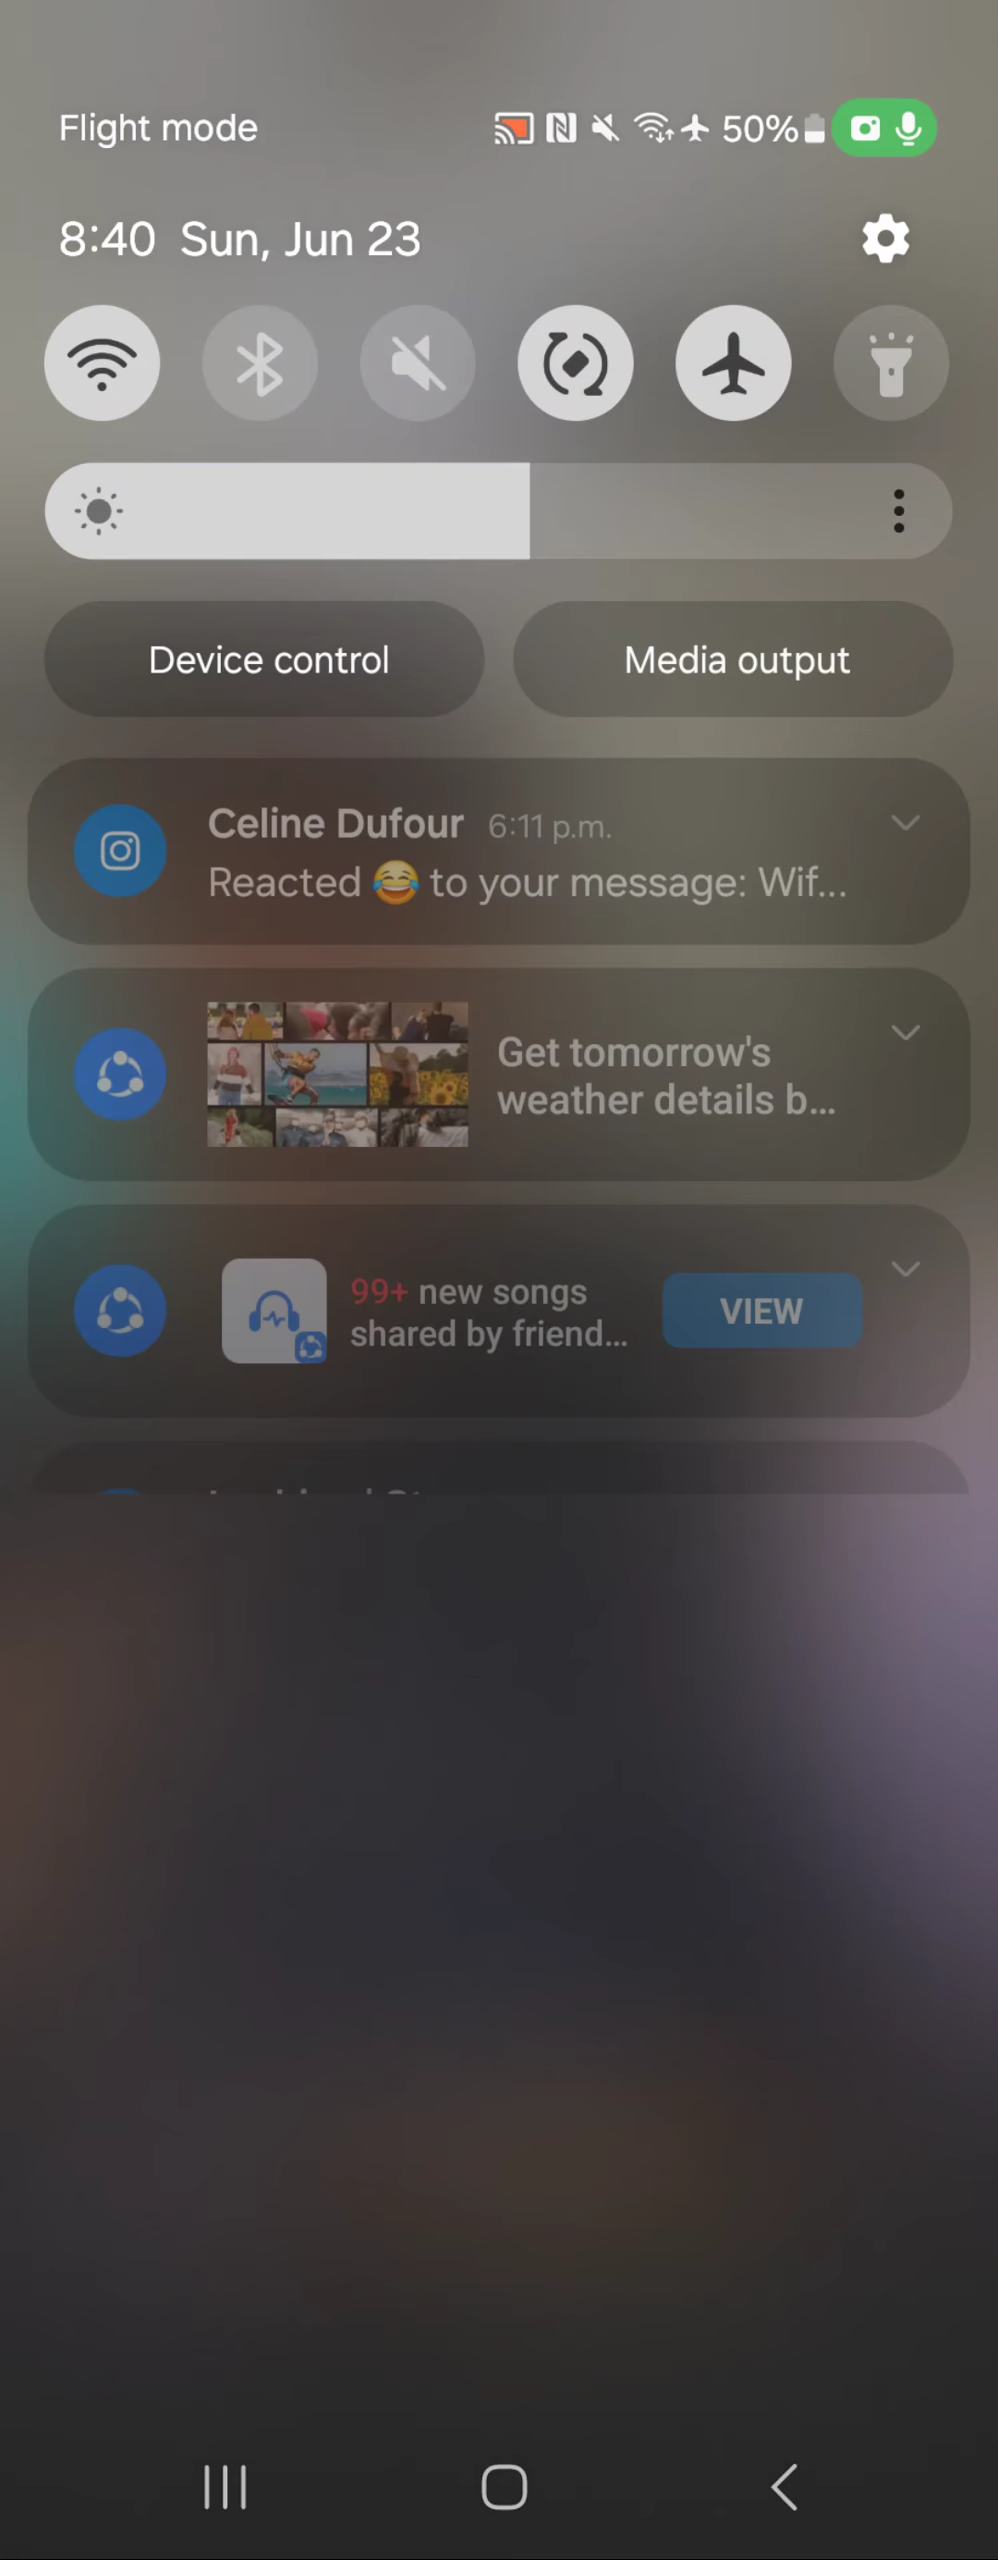 Flight mode 50%
8:40 Sun, Jun 23
Device control Media output
Celine Dufour 6:11 p.m.
Reacted 😂 to your message: Wif...
Get tomorrow's
weather details b...
99+ new songs
shared by friend...
VIEW